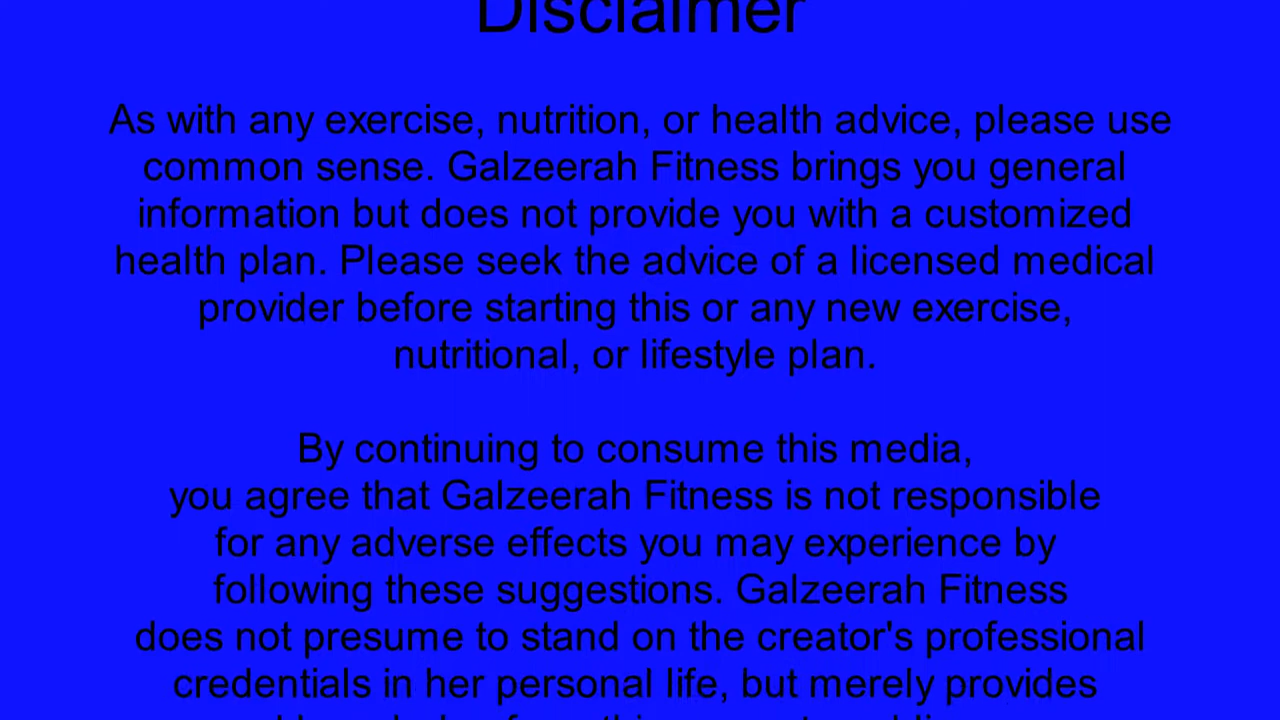 Disclaimer
As with any exercise, nutrition, or health advice, please use
common sense. Galzeerah Fitness brings you general
information but does not provide you with a customized
health plan. Please seek the advice of a licensed medical
provider before starting this or any new exercise,
nutritional, or lifestyle plan.
By continuing to consume this media,
you agree that Galzeerah Fitness is not responsible
for any adverse effects you may experience by
following these suggestions. Galzeerah Fitness
does not presume to stand on the creator's professional
credentials in her personal life, but merely provides